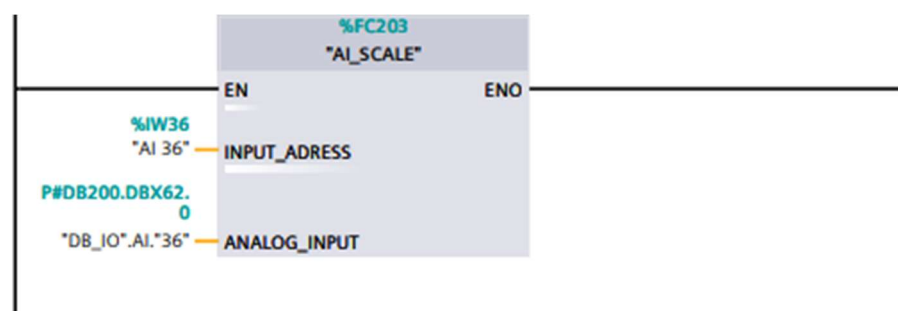 %FC203
"AI_SCALE"
EN ENO
%IW36
"AI 36"
INPUT_ADRESS
P#DB200.DBX62.
0
"DB_IO".AI."36"
ANALOG_INPUT